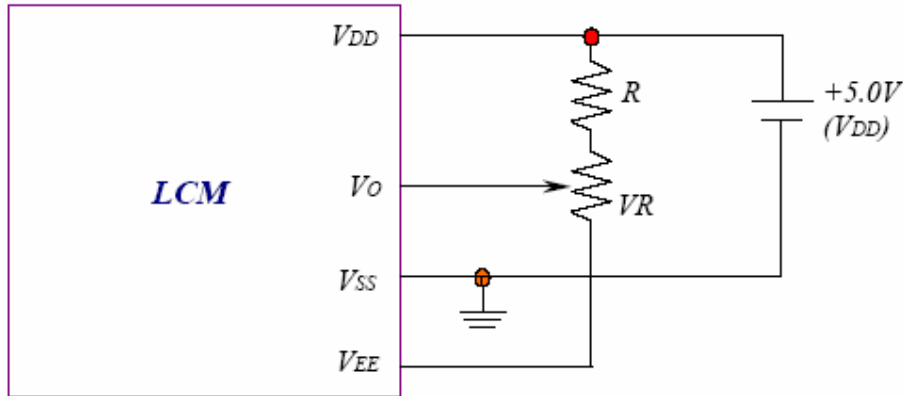 VDD
R
+5.0V
(VDD)
LCM
VO
VR
VSS
VEE